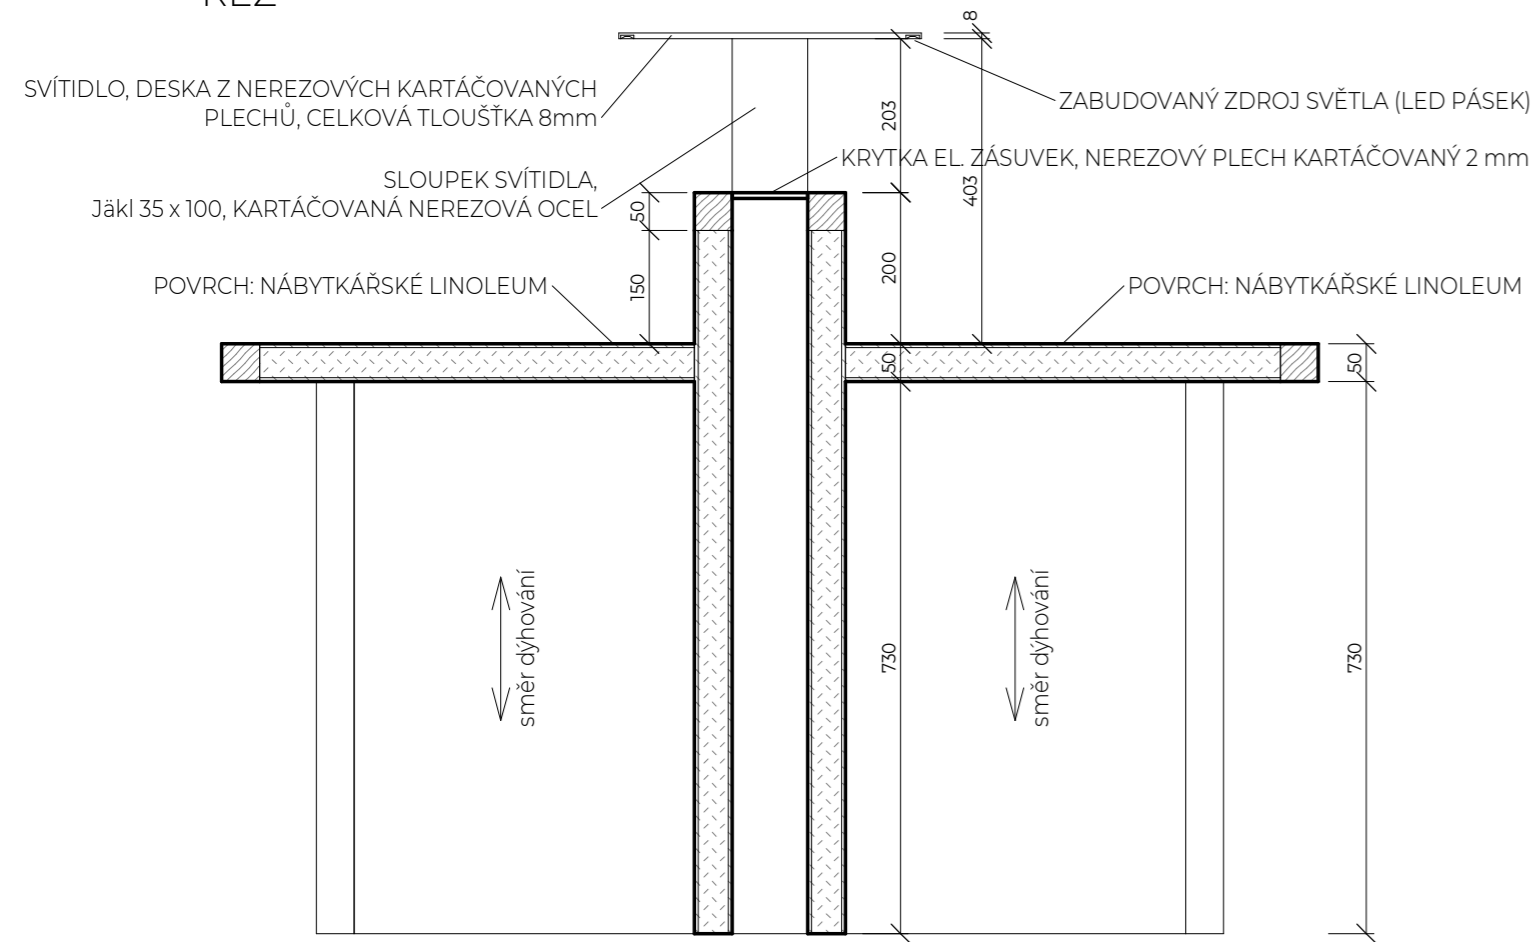 ŘEZ
8
SVÍTIDLO, DESKA Z NEREZOVÝCH KARTÁČOVANÝCH
PLECHŮ, CELKOVÁ TLOUŠŤKA 8mm
ZABUDOVANÝ ZDROJ SVĚTLA (LED PÁSEK)
203
KRYTKA EL. ZÁSUVEK, NEREZOVÝ PLECH KARTÁČOVANÝ 2 mm
403
SLOUPEK SVÍTIDLA,
Jäkl 35 x 100, KARTÁČOVANÁ NEREZOVÁ OCEL
50
200
150
POVRCH: NÁBYTKÁŘSKÉ LINOLEUM
POVRCH: NÁBYTKÁŘSKÉ LINOLEUM
50
50
směr dýhování
směr dýhování
730
730